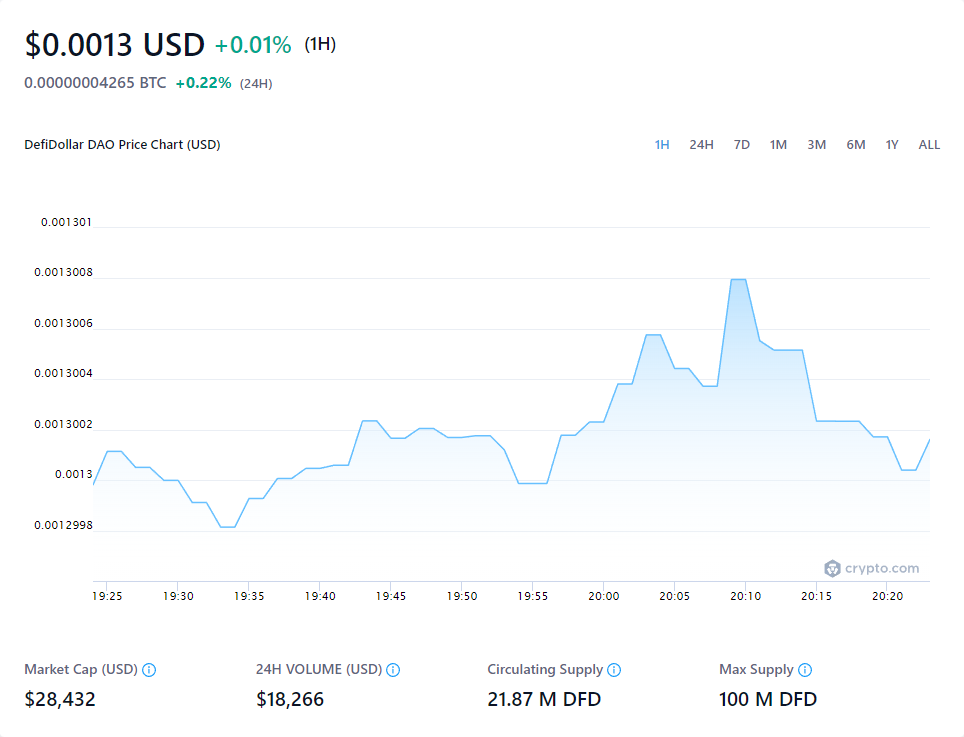 $0.0013 USD +0.01% (1H)
0.00000004265 BTC +0.22% (24H)
DefiDollar DAO Price Chart (USD)
1H 24H 7D 1M 3M 6M 1Y ALL
0.001301
0.0013008
0.0013006
0.0013004
0.0013002
0.0013
0.0012998
crypto.com
19:25 19:30 19:35 19:40 19:45 19:50 19:55 20:00 20:05 20:10 20:15 20:20
Market Cap (USD) 24H VOLUME (USD) Circulating Supply Max Supply
$28,432 $18,266 21.87 M DFD 100 M DFD